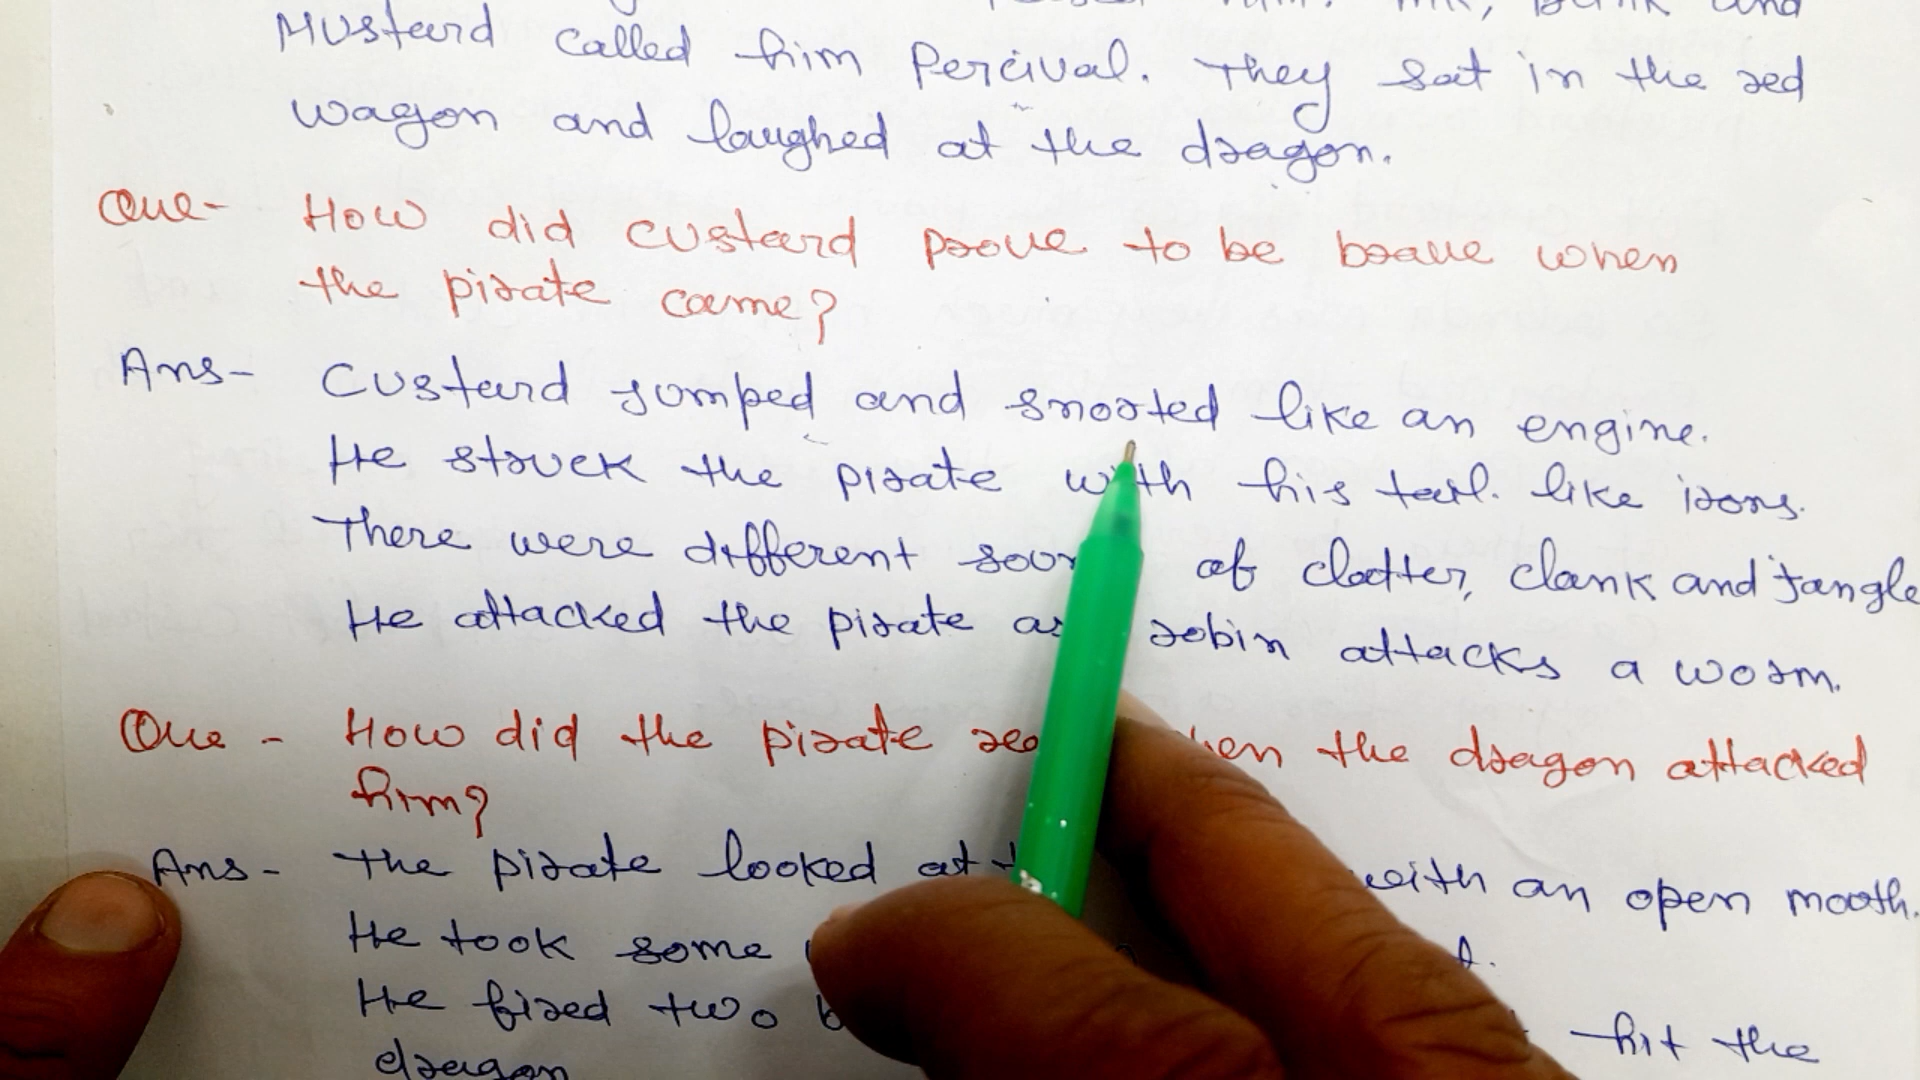 Mustard called him Percival. They sat in the red
wagon and laughed at the dragon.
Que- How did custard prove to be brave when
the pirate came?
Ans- Custard jumped and snorted like an engine.
He struck the pirate with his tail. like irons.
There were different of clatter, clank and jangle
He attacked the pirate as robin attacks a worm.
Que - How did the pirate when the dragon attacked
him?
Ans- The pirate looked at with an open mouth.
He took some
He fired two hit the
dragon